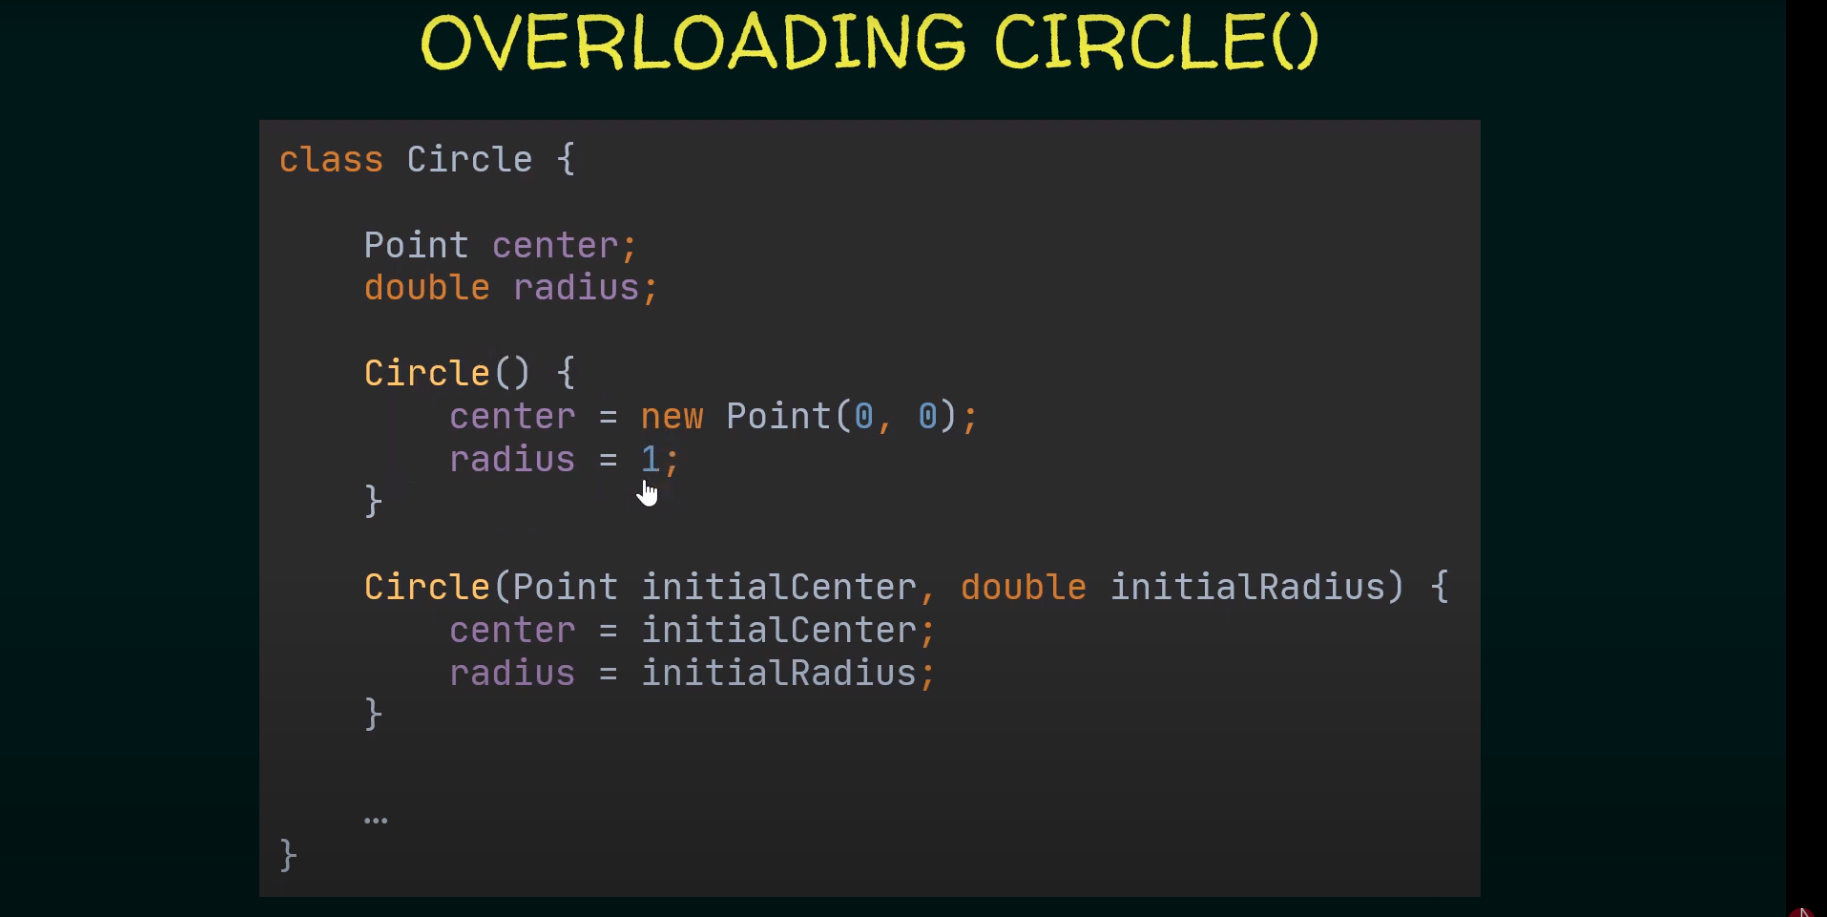 OVERLOADING CIRCLE()
class Circle {
Point center;
double radius;
Circle() {
center = new Point(0, 0);
radius = 1;
}
Circle(Point initialCenter, double initialRadius) {
center = initialCenter;
radius = initialRadius;
}
…
}